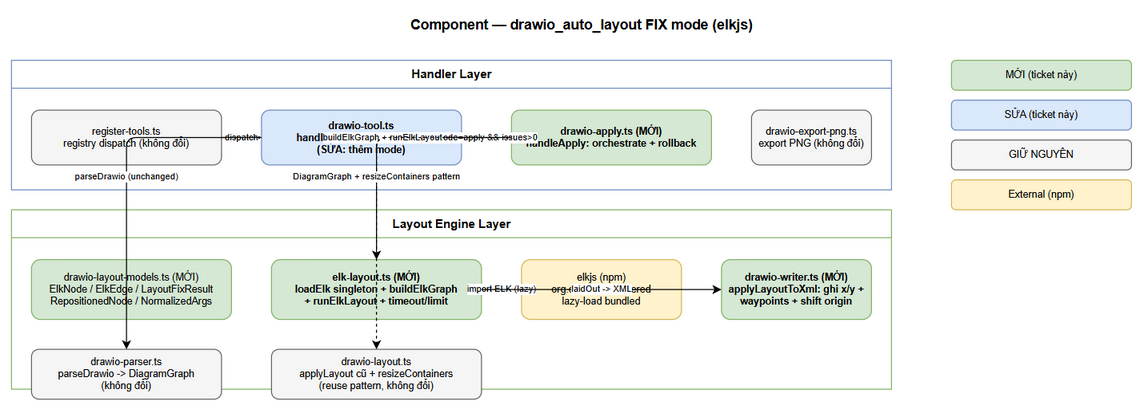 Component — drawio_auto_layout FIX mode (elkjs)
Handler Layer
register-tools.ts
registry dispatch (không đổi)
dispatch
drawio-tool.ts
buildElkGraph + runElkLayout
(SỬA: thêm mode)
mode=apply && issues>0
drawio-apply.ts (MỚI)
handleApply: orchestrate + rollback
drawio-export-png.ts
export PNG (không đổi)
parseDrawio (unchanged)
DiagramGraph + resizeContainers pattern
Layout Engine Layer
drawio-layout-models.ts (MỚI)
ElkNode / ElkEdge / LayoutFixResult
RepositionedNode / NormalizedArgs
elk-layout.ts (MỚI)
loadElk singleton + buildElkGraph
+ runElkLayout + timeout/limit
import ELK (lazy)
elkjs (npm)
laidOut -> XML
lazy-load bundled
drawio-writer.ts (MỚI)
applyLayoutToXml: ghi x/y +
waypoints + shift origin
drawio-parser.ts
parseDrawio -> DiagramGraph
(không đổi)
drawio-layout.ts
applyLayout cũ + resizeContainers
(reuse pattern, không đổi)
MỚI (ticket này)
SỬA (ticket này)
GIỮ NGUYÊN
External (npm)